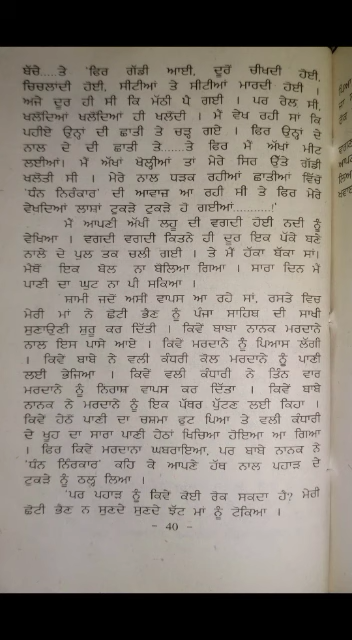 ਬੱਚੇ.....ਤੇ 'ਫਿਰ ਗੱਡੀ ਆਈ, ਦੂਰੋਂ ਚੀਖਦੀ ਹੋਈ,
ਚਿਚਲਾਂਦੀ ਹੋਈ, ਸੀਟੀਆਂ ਤੇ ਸੀਟੀਆਂ ਮਾਰਦੀ ਹੋਈ ।
ਅਜੇ ਦੂਰ ਹੀ ਸੀ ਕਿ ਮੱਠੀ ਪੈ ਗਈ । ਪਰ ਰੇਲ ਸੀ,
ਖਲੋਂਦਿਆਂ ਖਲੋਂਦਿਆਂ ਹੀ ਖਲੋਂਦੀ । ਮੈਂ ਵੇਖ ਰਹੀ ਸਾਂ ਕਿ
ਪਹੀਏ ਉਨ੍ਹਾਂ ਦੀ ਛਾਤੀ ਤੇ ਚੜ੍ਹ ਗਏ । ਫਿਰ ਉਨ੍ਹਾਂ ਦੇ
ਨਾਲ ਦੇ ਦੀ ਛਾਤੀ ਤੇ.....ਤੇ ਫਿਰ ਮੈਂ ਅੱਖਾਂ ਮੀਟ
ਲਈਆਂ। ਮੈਂ ਅੱਖਾਂ ਖੋਲ੍ਹੀਆਂ ਤਾਂ ਮੇਰੇ ਸਿਰ ਉੱਤੇ ਗੱਡੀ
ਖਲੋਤੀ ਸੀ । ਮੇਰੇ ਨਾਲ ਧੜਕ ਰਹੀਆਂ ਛਾਤੀਆਂ ਵਿੱਚੋਂ
'ਧੰਨ ਨਿਰੰਕਾਰ' ਦੀ ਆਵਾਜ਼ ਆ ਰਹੀ ਸੀ ਤੇ ਫਿਰ ਮੇਰੇ
ਵੇਖਦਿਆਂ ਲਾਸ਼ਾਂ ਟੁਕੜੇ ਟੁਕੜੇ ਹੋ ਗਈਆਂ..........!'
ਮੈਂ ਆਪਣੀ ਅੱਖੀਂ ਲਹੂ ਦੀ ਵਗਦੀ ਹੋਈ ਨਦੀ ਨੂੰ
ਵੇਖਿਆ । ਵਗਦੀ ਵਗਦੀ ਕਿਤਨੇ ਹੀ ਦੂਰ ਇਕ ਪੱਕੇ ਬਣੇ
ਨਾਲੇ ਦੇ ਪੁਲ ਤਕ ਚਲੀ ਗਈ । ਤੇ ਮੈਂ ਹੱਕਾ ਬੱਕਾ ਸਾਂ।
ਮੈਥੋਂ ਇਕ ਬੋਲ ਨਾ ਬੋਲਿਆ ਗਿਆ । ਸਾਰਾ ਦਿਨ ਮੈਂ
ਪਾਣੀ ਦਾ ਘੁਟ ਨਾ ਪੀ ਸਕਿਆ ।
ਸ਼ਾਮੀਂ ਜਦੋਂ ਅਸੀ ਵਾਪਸ ਆ ਰਹੇ ਸਾਂ, ਰਸਤੇ ਵਿਚ
ਮੇਰੀ ਮਾਂ ਨੇ ਛੋਟੀ ਭੈਣ ਨੂੰ ਪੰਜਾ ਸਾਹਿਬ ਦੀ ਸਾਖੀ
ਸੁਣਾਉਣੀ ਸ਼ੁਰੂ ਕਰ ਦਿੱਤੀ । ਕਿਵੇਂ ਬਾਬਾ ਨਾਨਕ ਮਰਦਾਨੇ
ਨਾਲ ਇਸ ਪਾਸੇ ਆਏ । ਕਿਵੇਂ ਮਰਦਾਨੇ ਨੂੰ ਪਿਆਸ ਲੱਗੀ
। ਕਿਵੇਂ ਬਾਬੇ ਨੇ ਵਲੀ ਕੰਧਾਰੀ ਕੋਲ ਮਰਦਾਨੇ ਨੂੰ ਪਾਣੀ
ਲਈ ਭੇਜਿਆ । ਕਿਵੇਂ ਵਲੀ ਕੰਧਾਰੀ ਨੇ ਤਿੰਨ ਵਾਰ
ਮਰਦਾਨੇ ਨੂੰ ਨਿਰਾਸ਼ ਵਾਪਸ ਕਰ ਦਿੱਤਾ । ਕਿਵੇਂ ਬਾਬੇ
ਨਾਨਕ ਨੇ ਮਰਦਾਨੇ ਨੂੰ ਇਕ ਪੱਥਰ ਪੁੱਟਣ ਲਈ ਕਿਹਾ ।
ਕਿਵੇਂ ਹੇਠੋਂ ਪਾਣੀ ਦਾ ਚਸ਼ਮਾ ਫੁਟ ਪਿਆ ਤੇ ਵਲੀ ਕੰਧਾਰੀ
ਦੇ ਖੂਹ ਦਾ ਸਾਰਾ ਪਾਣੀ ਹੇਠਾਂ ਖਿਚਿਆ ਹੋਇਆ ਆ ਗਿਆ
। ਫਿਰ ਕਿਵੇਂ ਮਰਦਾਨਾ ਘਬਰਾਇਆ, ਪਰ ਬਾਬੇ ਨਾਨਕ ਨੇ
'ਧੰਨ ਨਿਰੰਕਾਰ' ਕਹਿ ਕੇ ਆਪਣੇ ਹੱਥ ਨਾਲ ਪਹਾੜ ਦੇ
ਟੁਕੜੇ ਨੂੰ ਠਲ੍ਹ ਲਿਆ ।
'ਪਰ ਪਹਾੜ ਨੂੰ ਕਿਵੇਂ ਕੋਈ ਰੋਕ ਸਕਦਾ ਹੈ? ਮੇਰੀ
ਛੋਟੀ ਭੈਣ ਨੇ ਸੁਣਦੇ ਸੁਣਦੇ ਝੱਟ ਮਾਂ ਨੂੰ ਟੋਕਿਆ ।
- 40 -